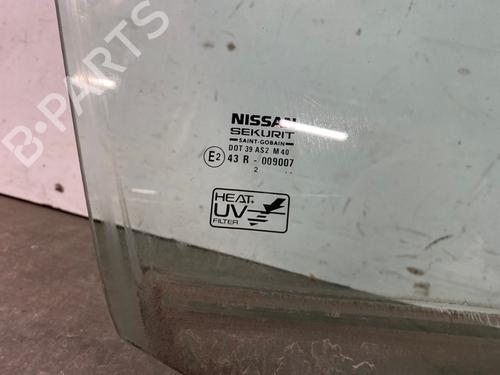 B-PARTS
NISSAN
SEKURIT
SAINT-GOBAIN
DOT 39 AS2 M40
E2 43 R - 009007
2
HEAT
UV
FILTER